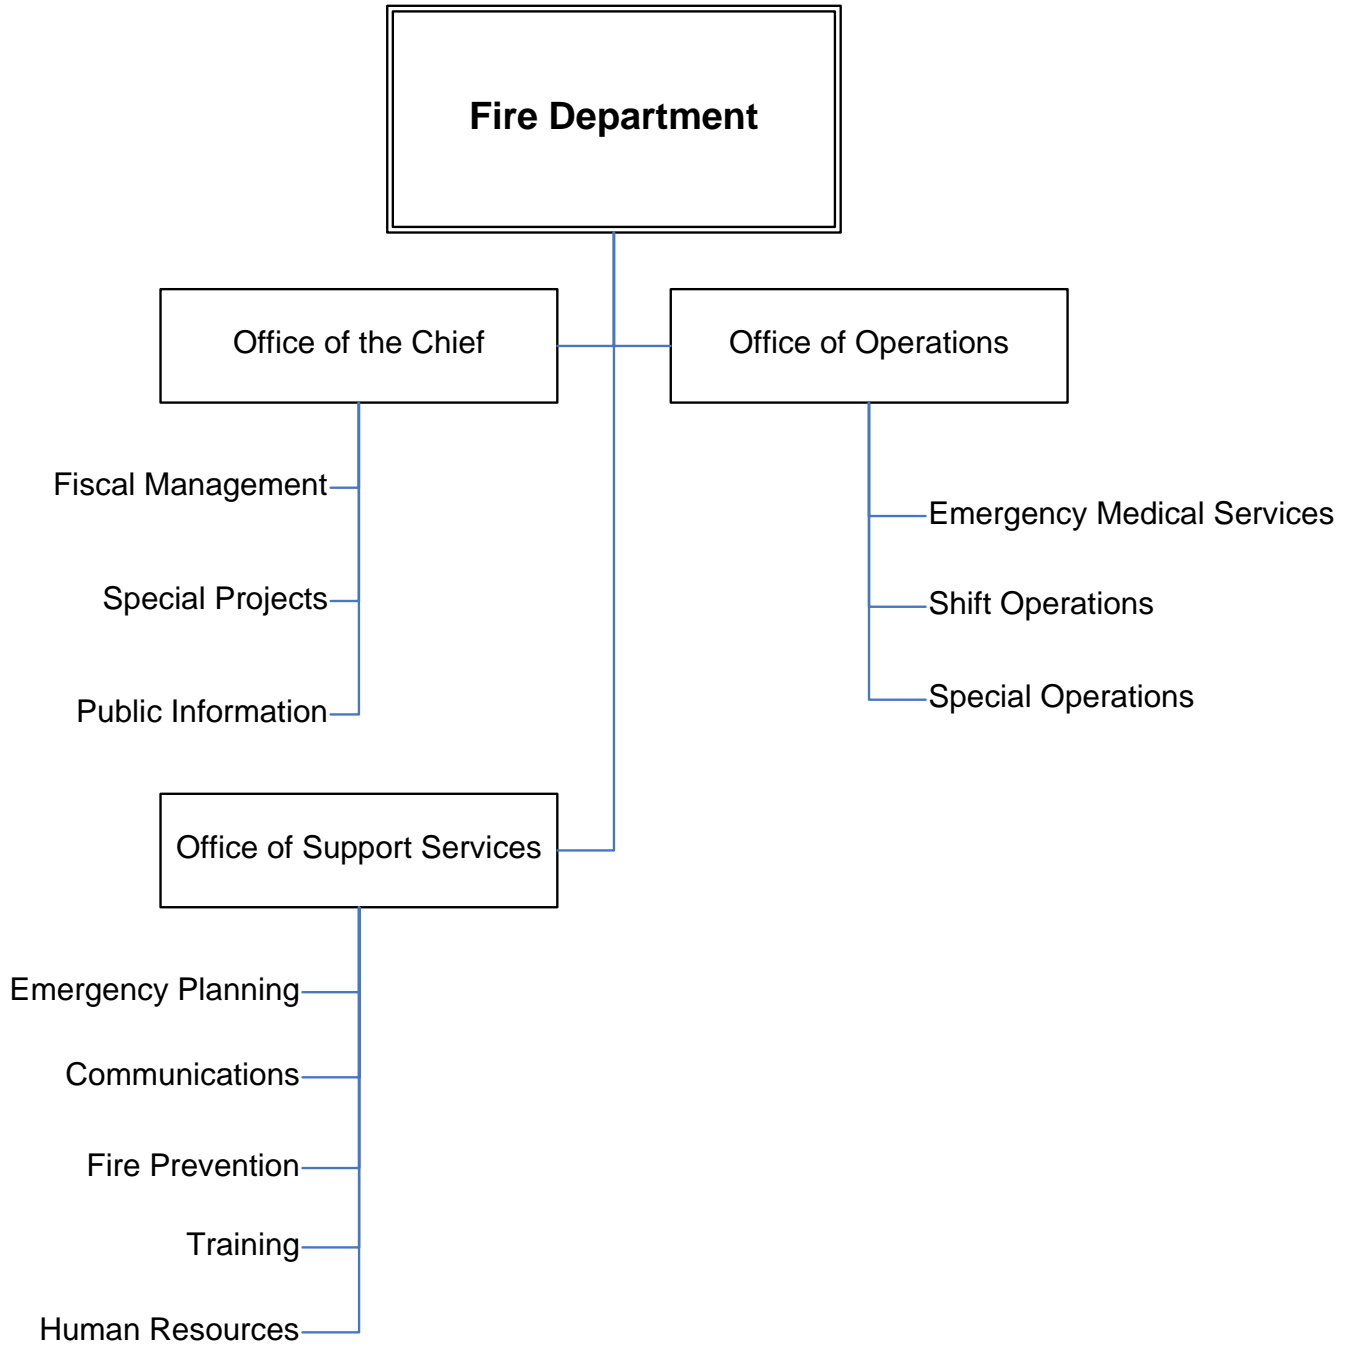 Fire Department
Office of the Chief
Office of Operations
Fiscal Management
Special Projects
Public Information
Emergency Medical Services
Shift Operations
Special Operations
Office of Support Services
Emergency Planning
Communications
Fire Prevention
Training
Human Resources